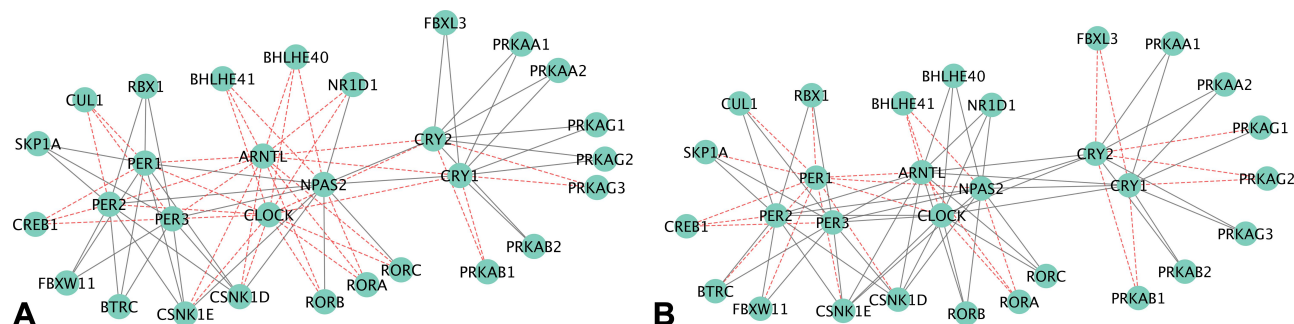 FBXL3
PRKAA1
PRKAA2
BHLHE40
BHLHE41
NR1D1
RBX1
CUL1
SKP1A
PRKAG1
PRKAG2
PRKAG3
CRY2
CRY1
ARNTL
NPAS2
CLOCK
PER1
PER2
PER3
CREB1
FBXW11
BTRC
CSNK1E
CSNK1D
RORB
RORA
RORC
PRKAB1
PRKAB2
A
FBXL3
PRKAA1
PRKAA2
BHLHE40
BHLHE41
NR1D1
RBX1
CUL1
SKP1A
PRKAG1
PRKAG2
PRKAG3
CRY2
CRY1
ARNTL
NPAS2
CLOCK
PER1
PER2
PER3
CREB1
BTRC
FBXW11
CSNK1E
CSNK1D
RORB
RORA
RORC
PRKAB1
PRKAB2
B